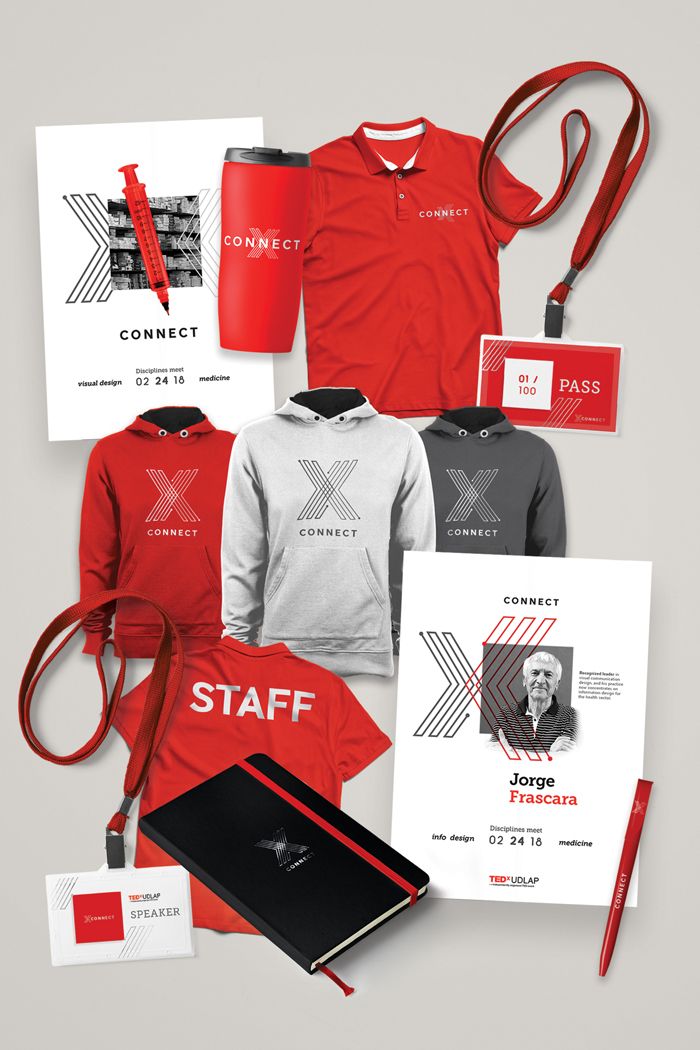 CONNECT
visual design
Disciplines meet
02 24 18
medicine
CONNECT
CONNECT
01 /
100
PASS
CONNECT
CONNECT
CONNECT
CONNECT
CONNECT
Recognized leader in
visual communication
design, and his practice
now concentrates on
information design for
the health sector.
Jorge
Frascara
info design
Disciplines meet
02 24 18
medicine
TEDxUDLAP
STAFF
CONNECT
CONNECT
TEDxUDLAP
SPEAKER
CONNECT